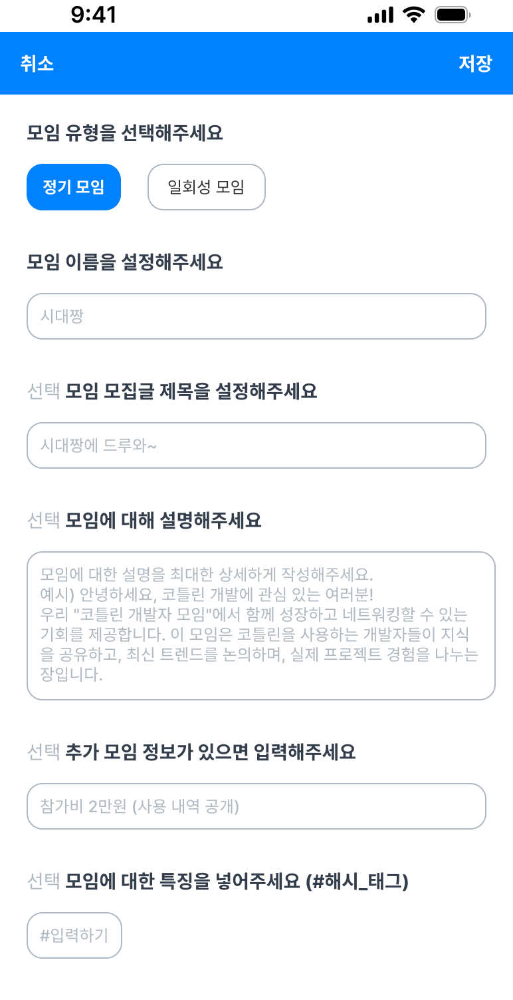 9:41
취소 저장
모임 유형을 선택해주세요
정기 모임 일회성 모임
모임 이름을 설정해주세요
시대짱
선택 모임 모집글 제목을 설정해주세요
시대짱에 드루와~
선택 모임에 대해 설명해주세요
모임에 대한 설명을 최대한 상세하게 작성해주세요.
예시) 안녕하세요, 코틀린 개발에 관심 있는 여러분!
우리 "코틀린 개발자 모임"에서 함께 성장하고 네트워킹할 수 있는
기회를 제공합니다. 이 모임은 코틀린을 사용하는 개발자들이 지식
을 공유하고, 최신 트렌드를 논의하며, 실제 프로젝트 경험을 나누는
장입니다.
선택 추가 모임 정보가 있으면 입력해주세요
참가비 2만원 (사용 내역 공개)
선택 모임에 대한 특징을 넣어주세요 (#해시_태그)
#입력하기